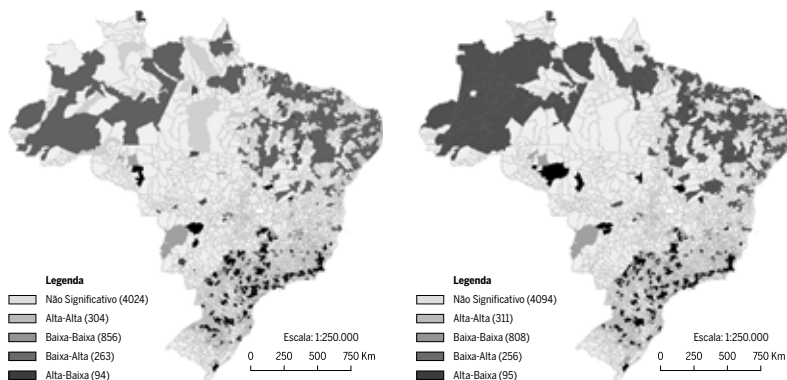 Legenda
Não Significativo (4024)
Alta-Alta (304)
Baixa-Baixa (856)
Baixa-Alta (263)
Alta-Baixa (94)
Escala: 1:250.000
0 250 500 750 Km
Legenda
Não Significativo (4094)
Alta-Alta (311)
Baixa-Baixa (808)
Baixa-Alta (256)
Alta-Baixa (95)
Escala: 1:250.000
0 250 500 750 Km